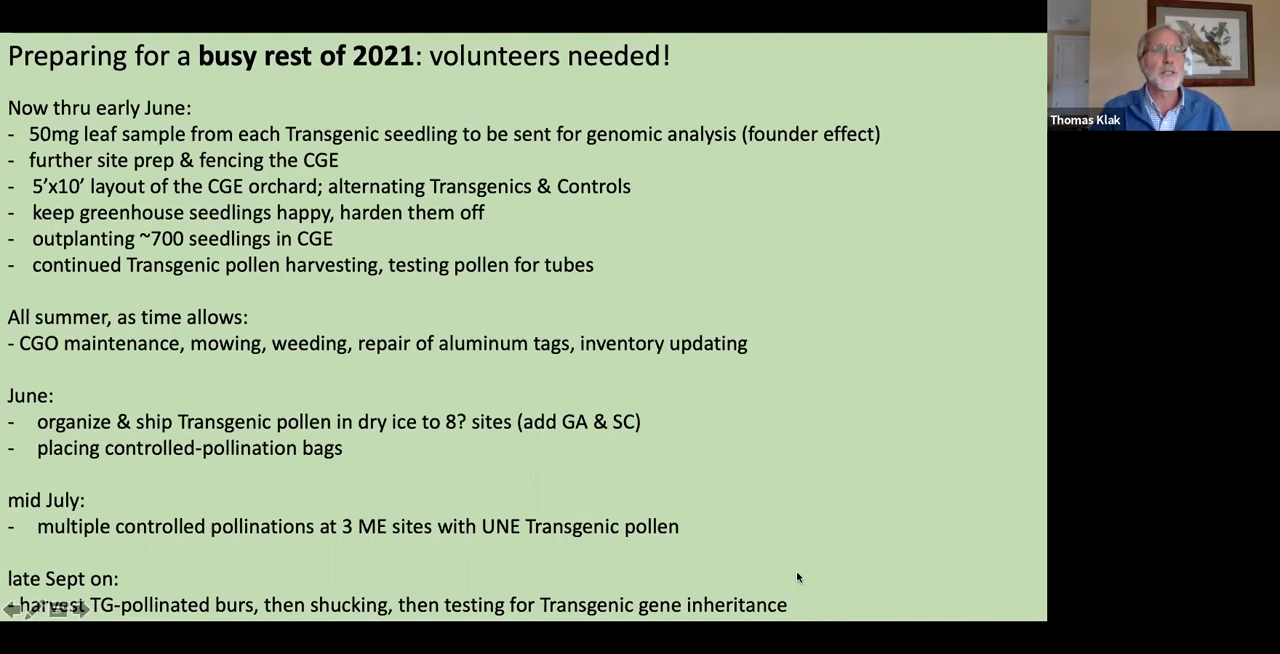 Preparing for a busy rest of 2021: volunteers needed!
Now thru early June:
- 50mg leaf sample from each Transgenic seedling to be sent for genomic analysis (founder effect)
- further site prep & fencing the CGE
- 5’x10’ layout of the CGE orchard; alternating Transgenics & Controls
- keep greenhouse seedlings happy, harden them off
- outplanting ~700 seedlings in CGE
- continued Transgenic pollen harvesting, testing pollen for tubes
All summer, as time allows:
- CGO maintenance, mowing, weeding, repair of aluminum tags, inventory updating
June:
- organize & ship Transgenic pollen in dry ice to 8? sites (add GA & SC)
- placing controlled-pollination bags
mid July:
- multiple controlled pollinations at 3 ME sites with UNE Transgenic pollen
late Sept on:
- harvest TG-pollinated burs, then shucking, then testing for Transgenic gene inheritance
Thomas Klak